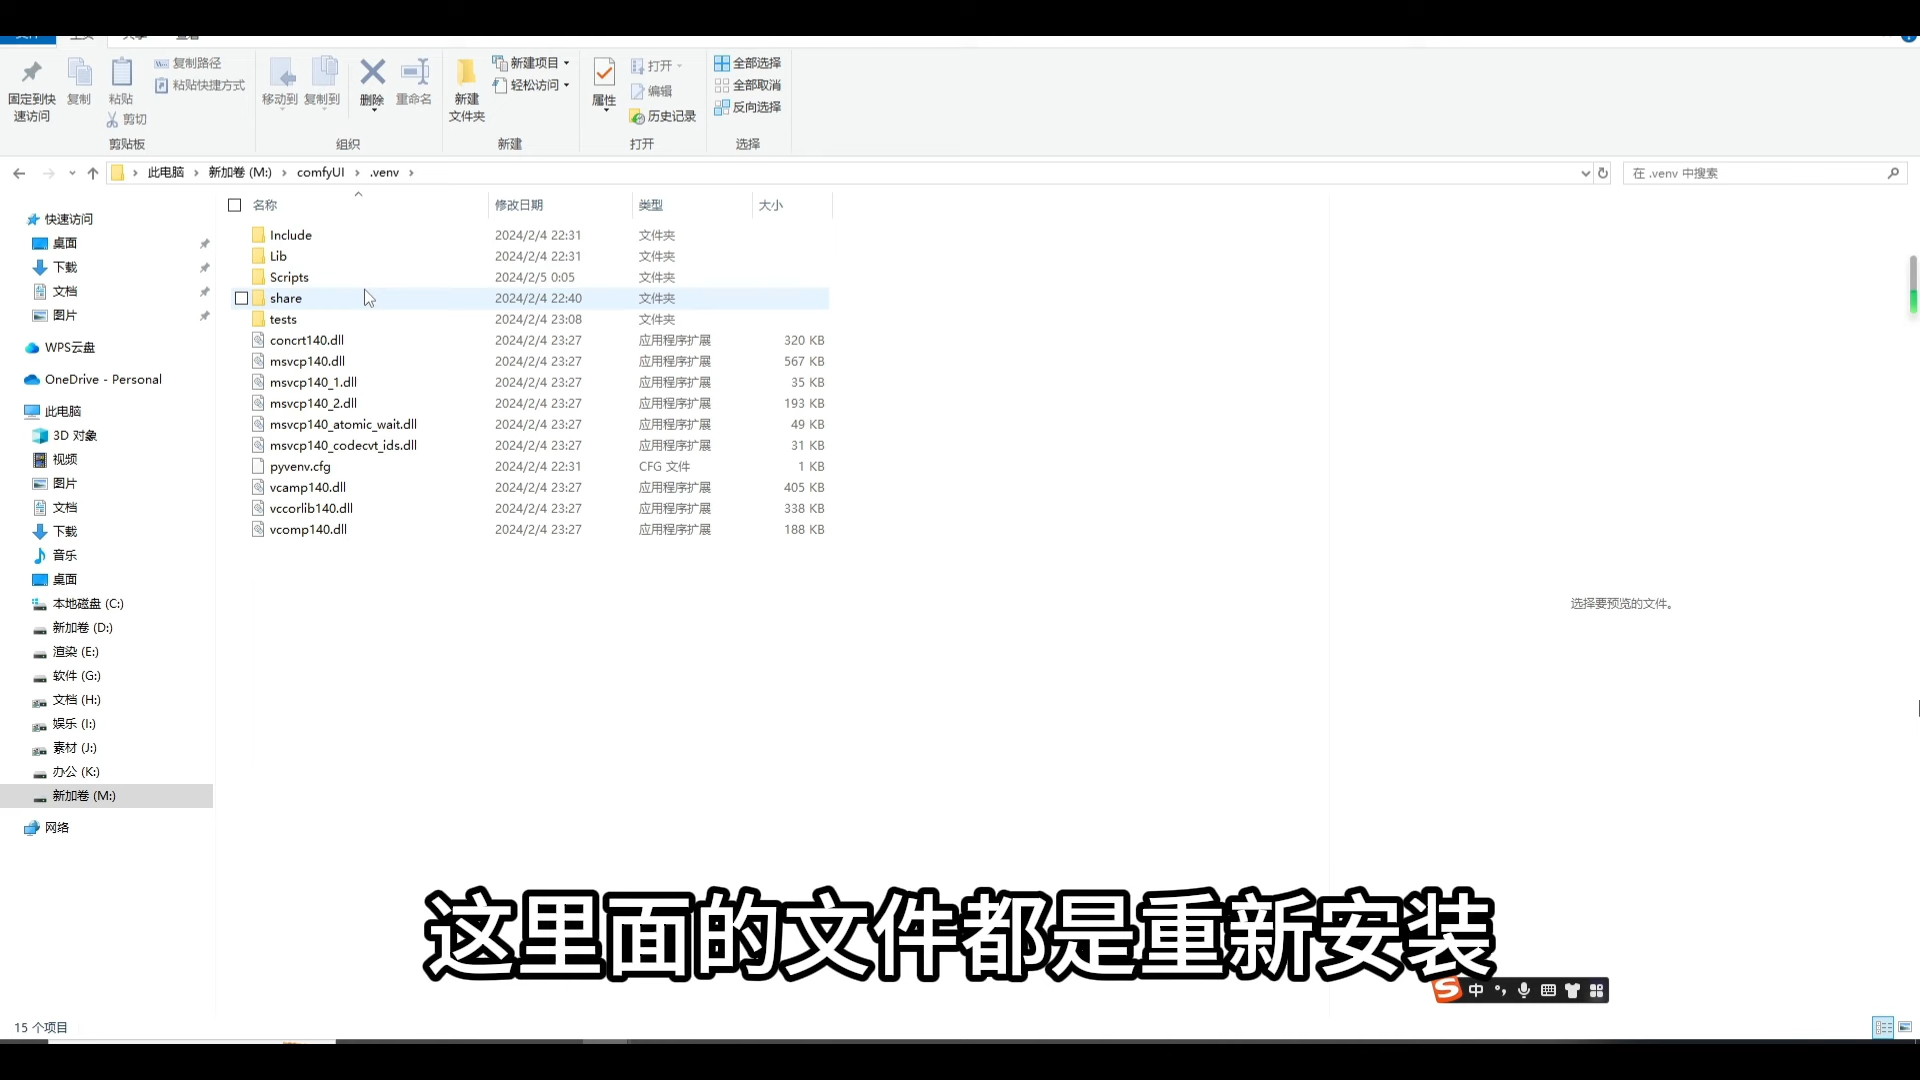 文件 主页 共享 查看
固定到快速访问
复制
粘贴
复制路径
粘贴快捷方式
剪切
剪贴板
移动到
复制到
删除
重命名
组织
新建文件夹
新建项目
轻松访问
新建
属性
打开
编辑
历史记录
打开
全部选择
全部取消
反向选择
选择
此电脑 › 新加卷 (M:) › comfyUI › .venv ›
在 .venv 中搜索
名称 修改日期 类型 大小
Include 2024/2/4 22:31 文件夹
Lib 2024/2/4 22:31 文件夹
Scripts 2024/2/5 0:05 文件夹
share 2024/2/4 22:40 文件夹
tests 2024/2/4 23:08 文件夹
concrt140.dll 2024/2/4 23:27 应用程序扩展 320 KB
msvcp140.dll 2024/2/4 23:27 应用程序扩展 567 KB
msvcp140_1.dll 2024/2/4 23:27 应用程序扩展 35 KB
msvcp140_2.dll 2024/2/4 23:27 应用程序扩展 193 KB
msvcp140_atomic_wait.dll 2024/2/4 23:27 应用程序扩展 49 KB
msvcp140_codecvt_ids.dll 2024/2/4 23:27 应用程序扩展 31 KB
pyvenv.cfg 2024/2/4 22:31 CFG 文件 1 KB
vcamp140.dll 2024/2/4 23:27 应用程序扩展 405 KB
vccorlib140.dll 2024/2/4 23:27 应用程序扩展 338 KB
vcomp140.dll 2024/2/4 23:27 应用程序扩展 188 KB
快速访问
桌面
下载
文档
图片
WPS云盘
OneDrive - Personal
此电脑
3D 对象
视频
图片
文档
下载
音乐
桌面
本地磁盘 (C:)
新加卷 (D:)
渲染 (E:)
软件 (G:)
文档 (H:)
娱乐 (I:)
素材 (J:)
办公 (K:)
新加卷 (M:)
网络
选择要预览的文件。
这里面的文件都是重新安装
S 中
15 个项目